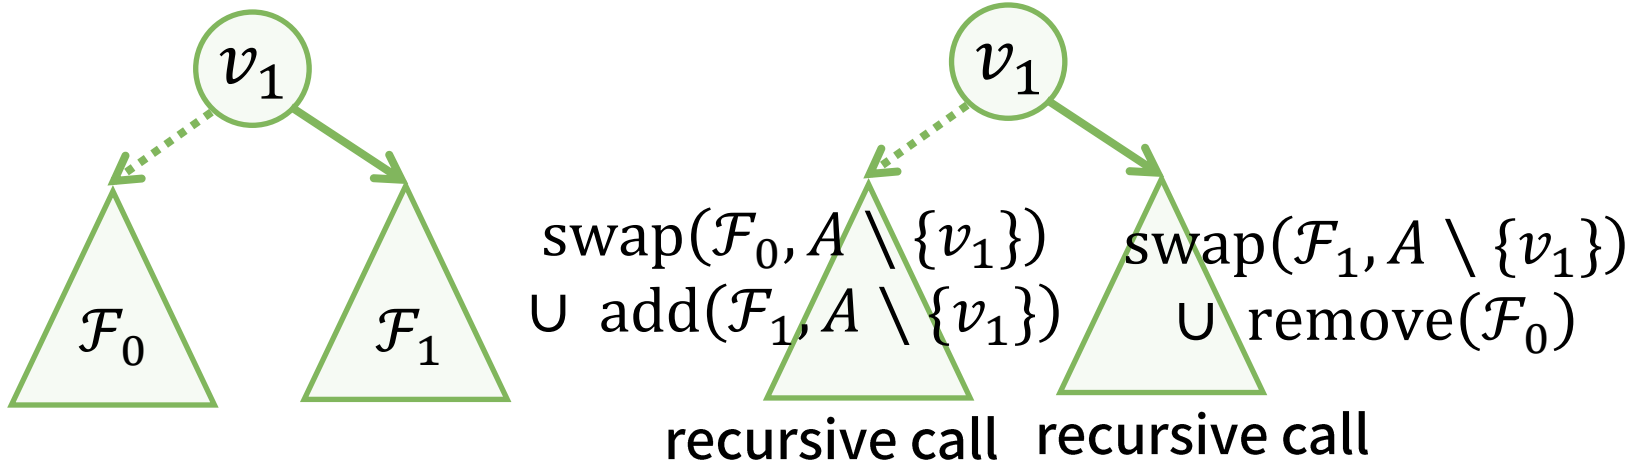 𝑣₁
𝑣₁
swap(ℱ₀, 𝐴 \ {𝑣₁})
∪ add(ℱ₁, 𝐴 \ {𝑣₁})
swap(ℱ₁, 𝐴 \ {𝑣₁})
∪ remove(ℱ₀)
ℱ₀
ℱ₁
recursive call
recursive call